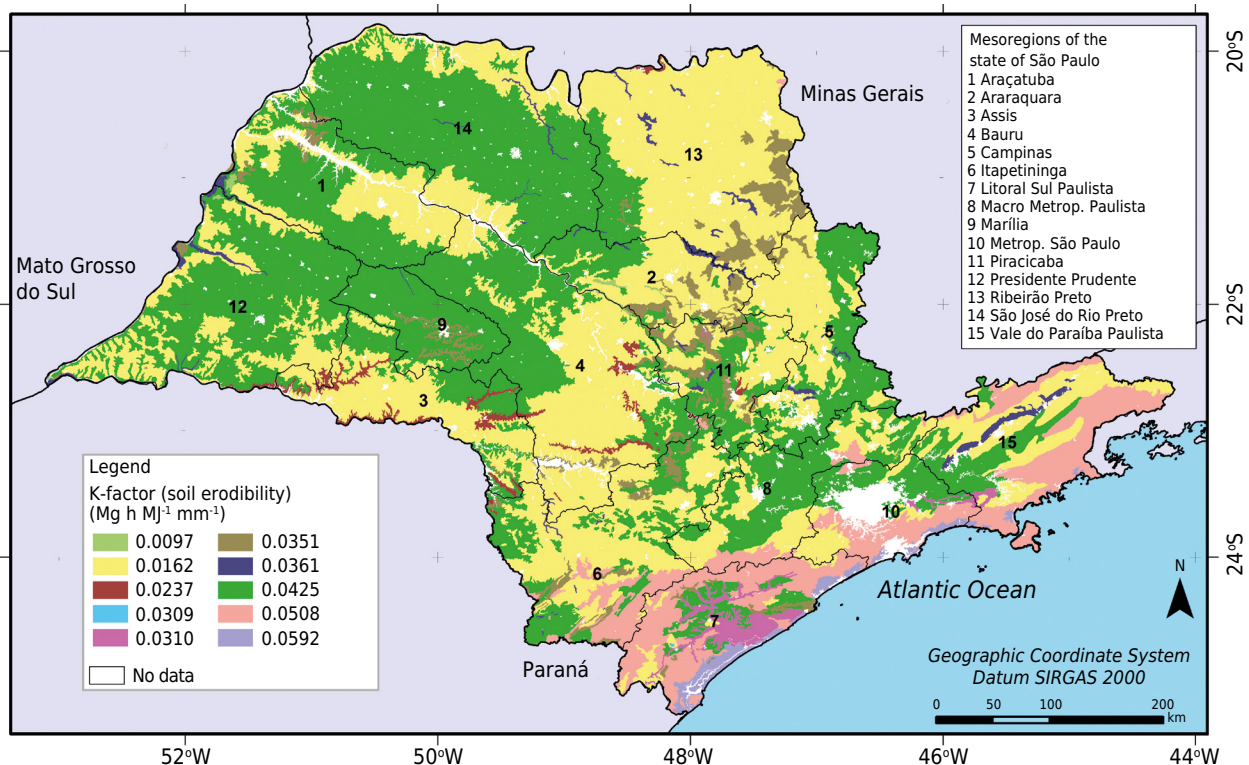 Mesoregions of the
state of São Paulo
1 Araçatuba
2 Araraquara
3 Assis
4 Bauru
5 Campinas
6 Itapetininga
7 Litoral Sul Paulista
8 Macro Metrop. Paulista
9 Marília
10 Metrop. São Paulo
11 Piracicaba
12 Presidente Prudente
13 Ribeirão Preto
14 São José do Rio Preto
15 Vale do Paraíba Paulista
20°S
22°S
24°S
Minas Gerais
14
13
1
2
Mato Grosso
do Sul
12
9
5
4
11
3
15
8
10
6
7
Legend
K-factor (soil erodibility)
(Mg h MJ⁻¹ mm⁻¹)
0.0097
0.0162
0.0237
0.0309
0.0310
0.0351
0.0361
0.0425
0.0508
0.0592
No data
Paraná
Atlantic Ocean
N
Geographic Coordinate System
Datum SIRGAS 2000
0 50 100 200
km
52°W 50°W 48°W 46°W 44°W